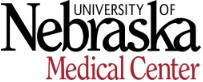 UNIVERSITY OF
Nebraska
Medical Center